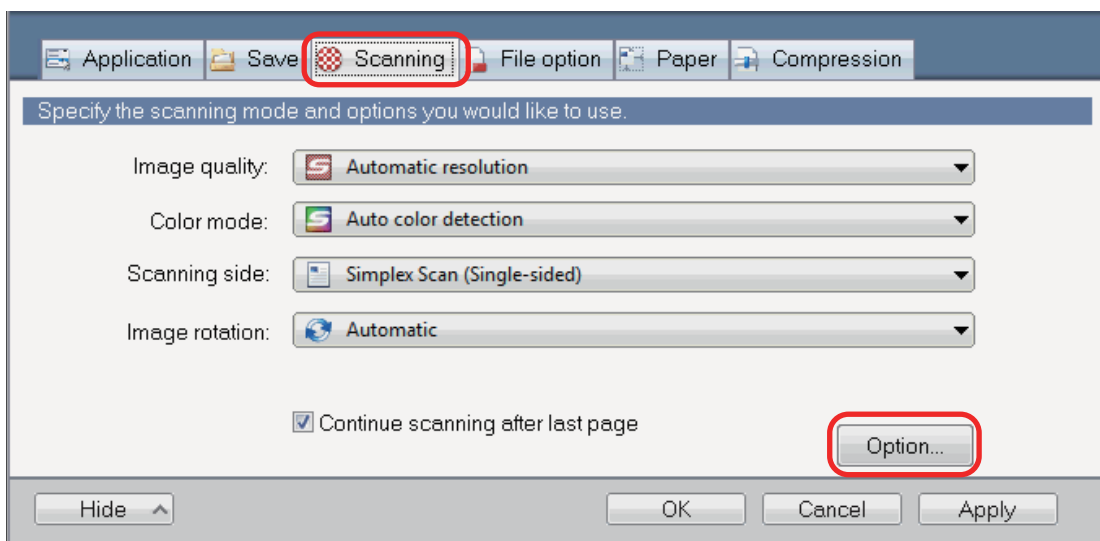 Application Save Scanning File option Paper Compression
Specify the scanning mode and options you would like to use.
Image quality: Automatic resolution
Color mode: Auto color detection
Scanning side: Simplex Scan (Single-sided)
Image rotation: Automatic
Continue scanning after last page
Option...
Hide OK Cancel Apply